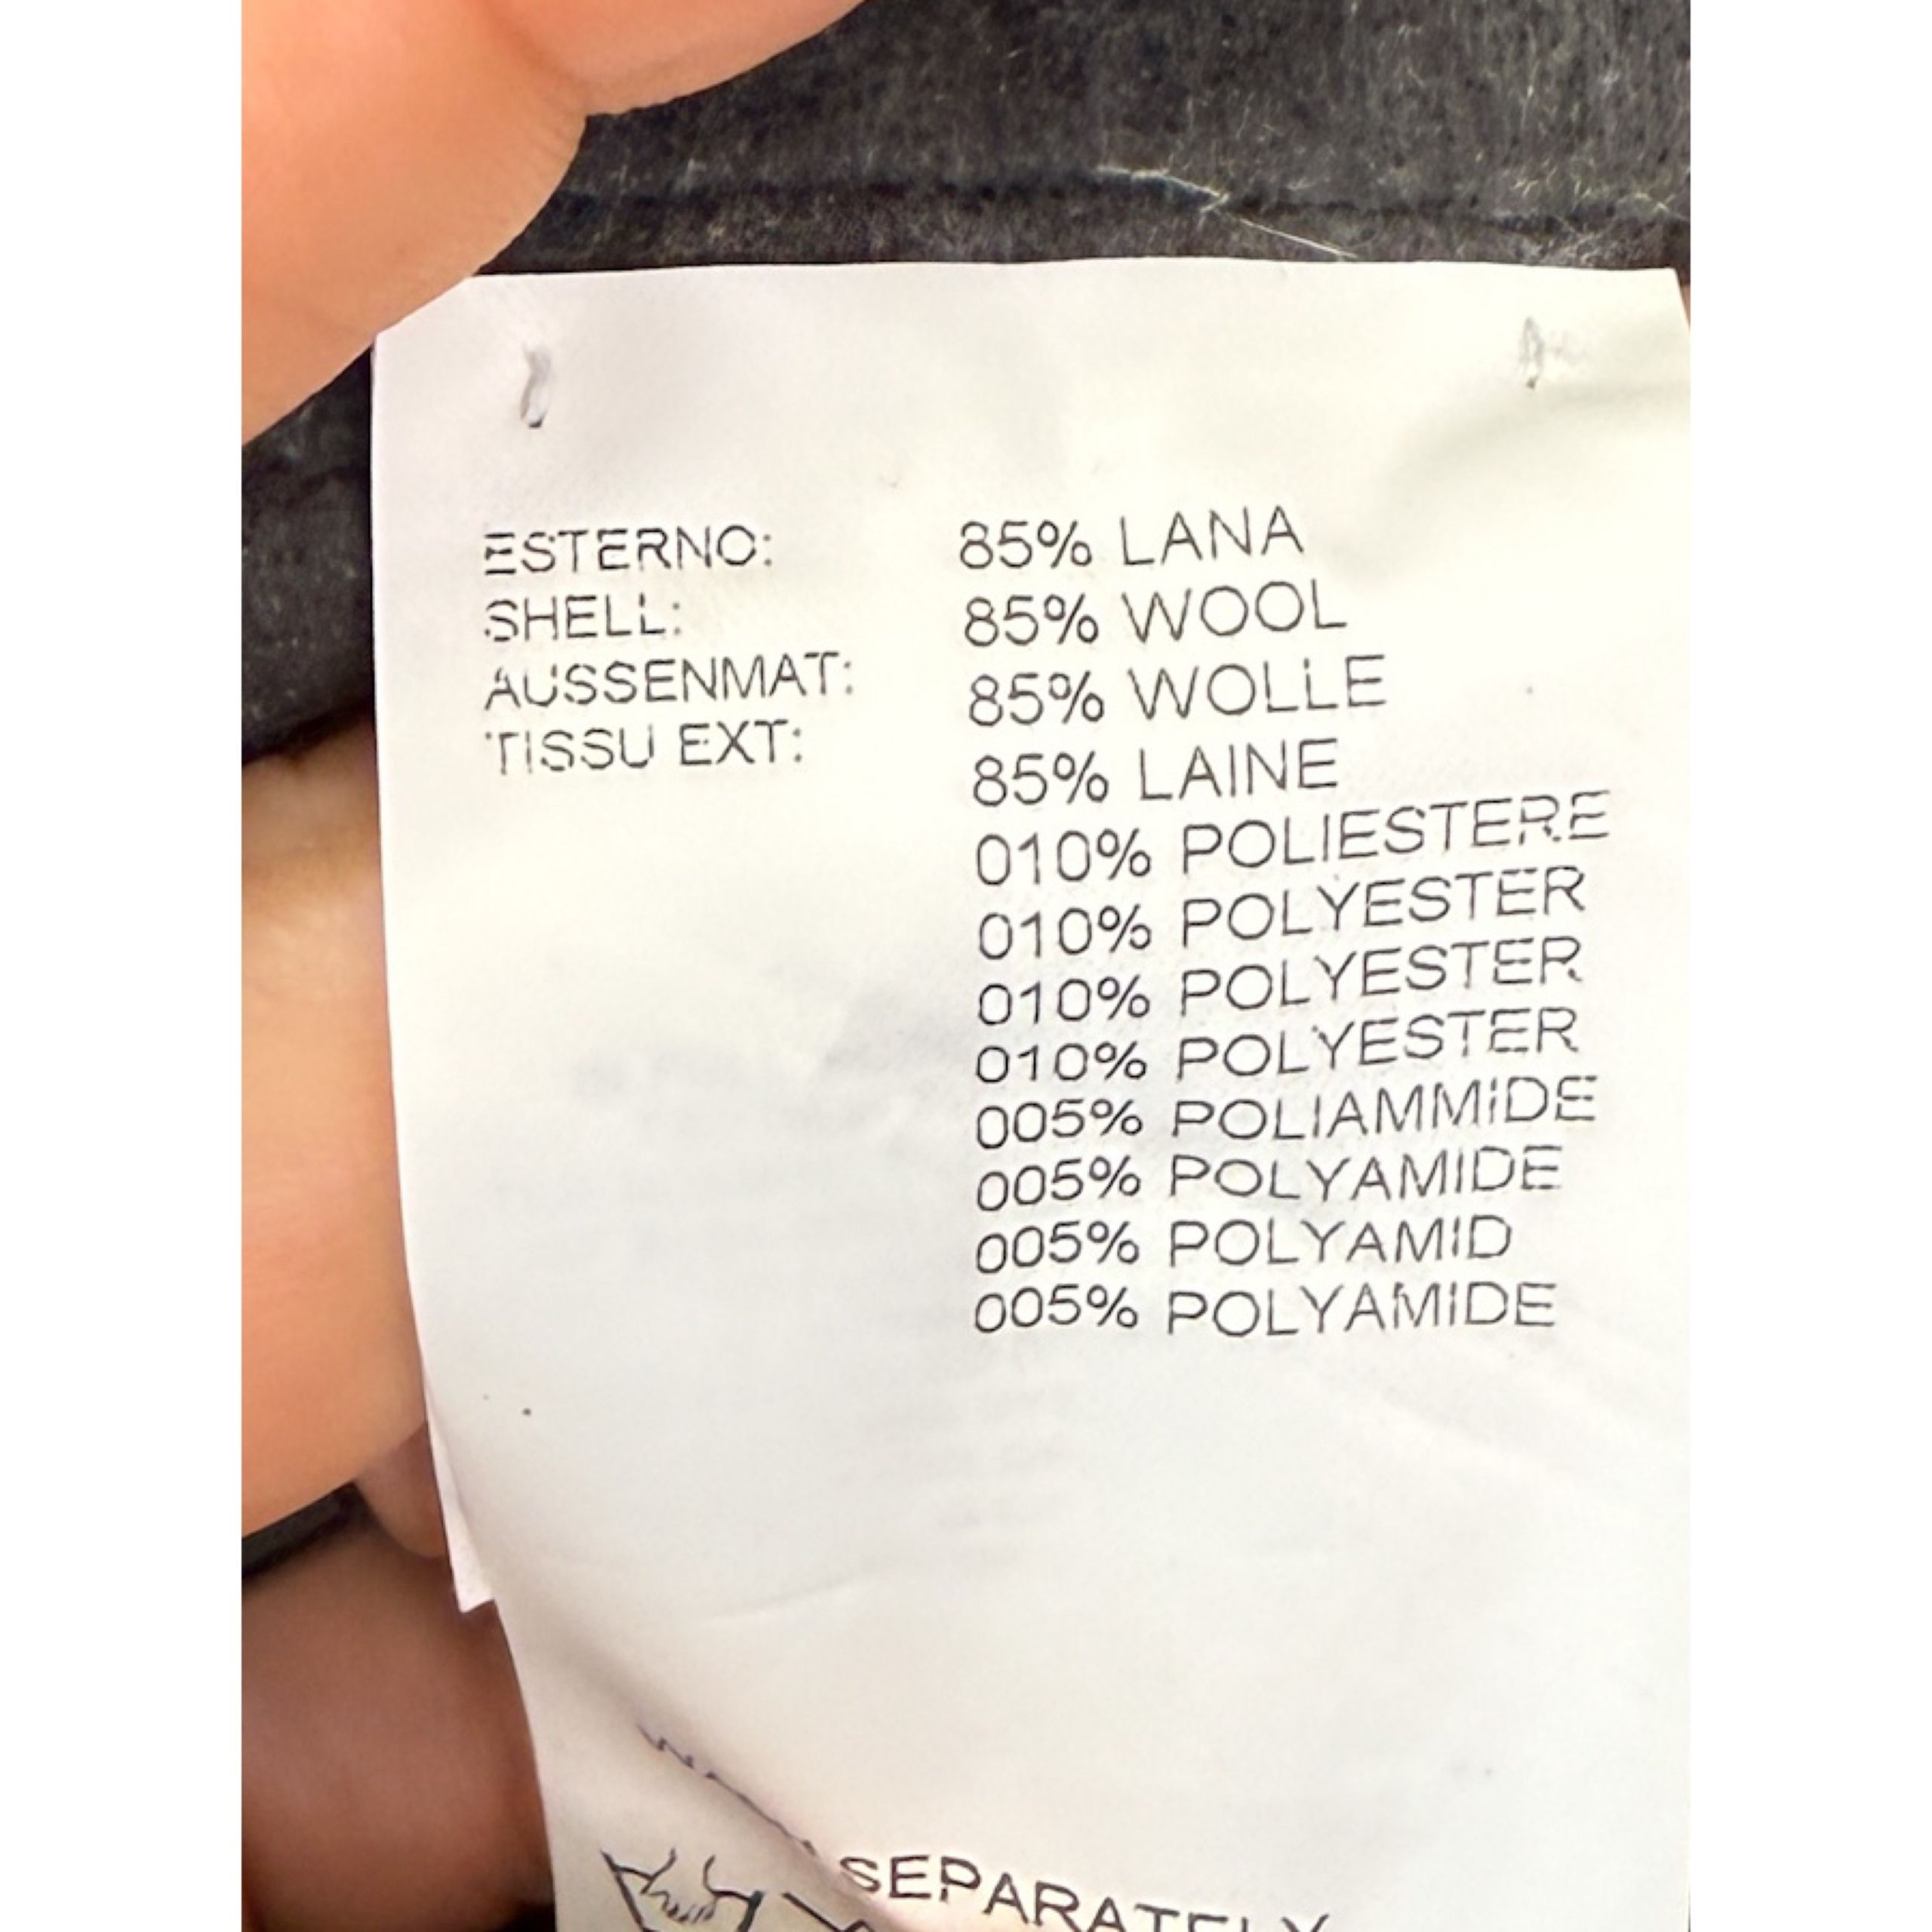 ESTERNO: 85% LANA
SHELL: 85% WOOL
AUSSENMAT: 85% WOLLE
TISSU EXT: 85% LAINE
010% POLIESTERE
010% POLYESTER
010% POLYESTER
010% POLYESTER
005% POLIAMMIDE
005% POLYAMIDE
005% POLYAMID
005% POLYAMIDE
SEPARATELY